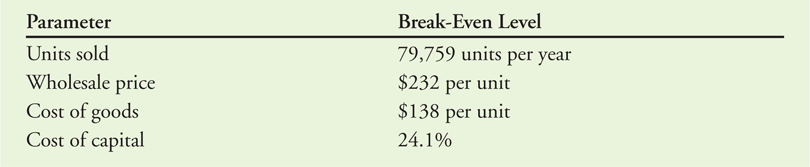 Parameter Break-Even Level
Units sold 79,759 units per year
Wholesale price $232 per unit
Cost of goods $138 per unit
Cost of capital 24.1%